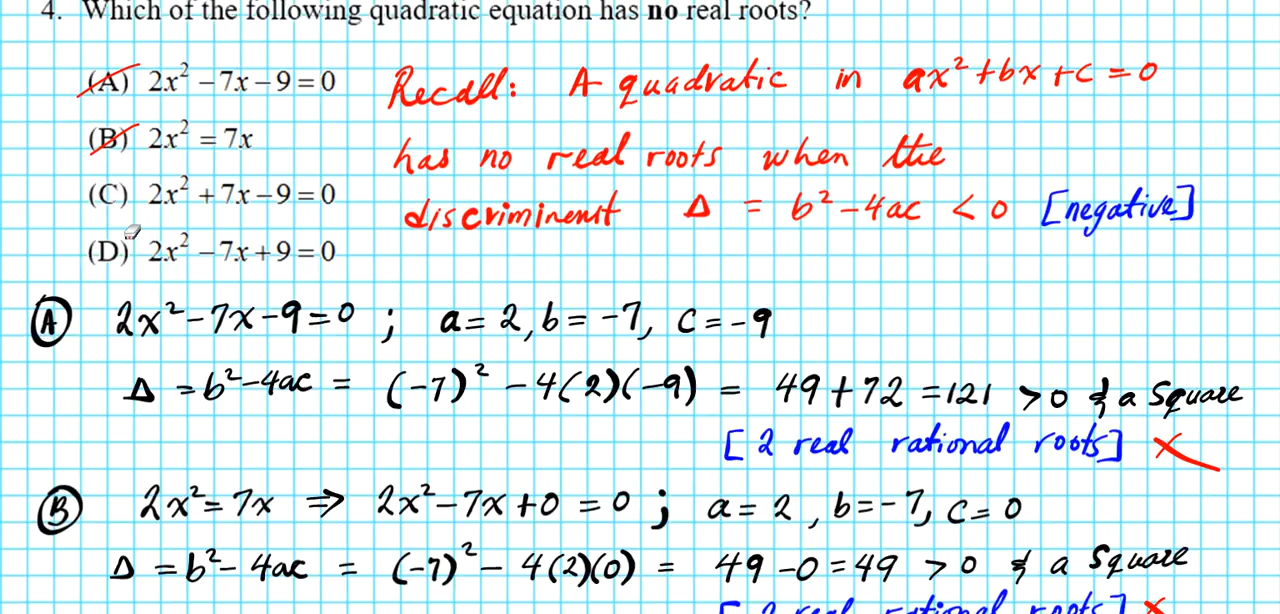 4. Which of the following quadratic equation has no real roots?
(A) 2x² − 7x − 9 = 0
Recall: A quadratic in ax² + bx + c = 0
(B) 2x² = 7x
has no real roots when the
(C) 2x² + 7x − 9 = 0
discriminent Δ = b² − 4ac < 0 [negative]
(D) 2x² − 7x + 9 = 0
(A) 2x² − 7x − 9 = 0 ; a = 2, b = −7, c = −9
Δ = b² − 4ac = (−7)² − 4(2)(−9) = 49 + 72 = 121 > 0 & a square
[2 real rational roots] ×
(B) 2x² = 7x ⇒ 2x² − 7x + 0 = 0 ; a = 2, b = −7, c = 0
Δ = b² − 4ac = (−7)² − 4(2)(0) = 49 − 0 = 49 > 0 & a square
[2 real rational roots] ×